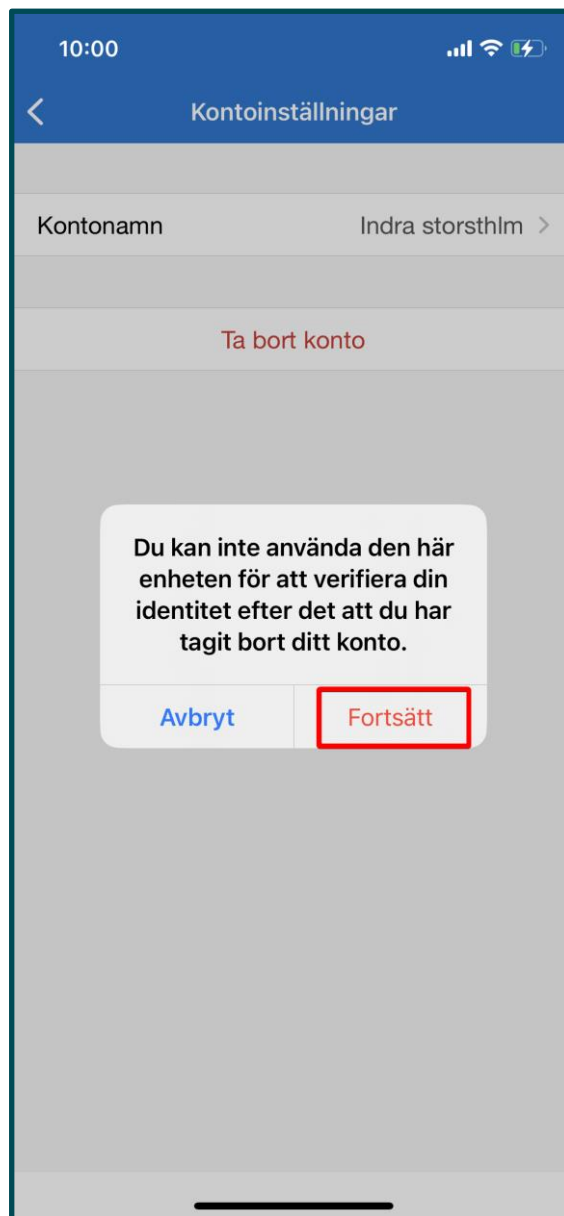 10:00
Kontoinställningar
Kontonamn Indra storsthlm
Ta bort konto
Du kan inte använda den här
enheten för att verifiera din
identitet efter det att du har
tagit bort ditt konto.
Avbryt Fortsätt